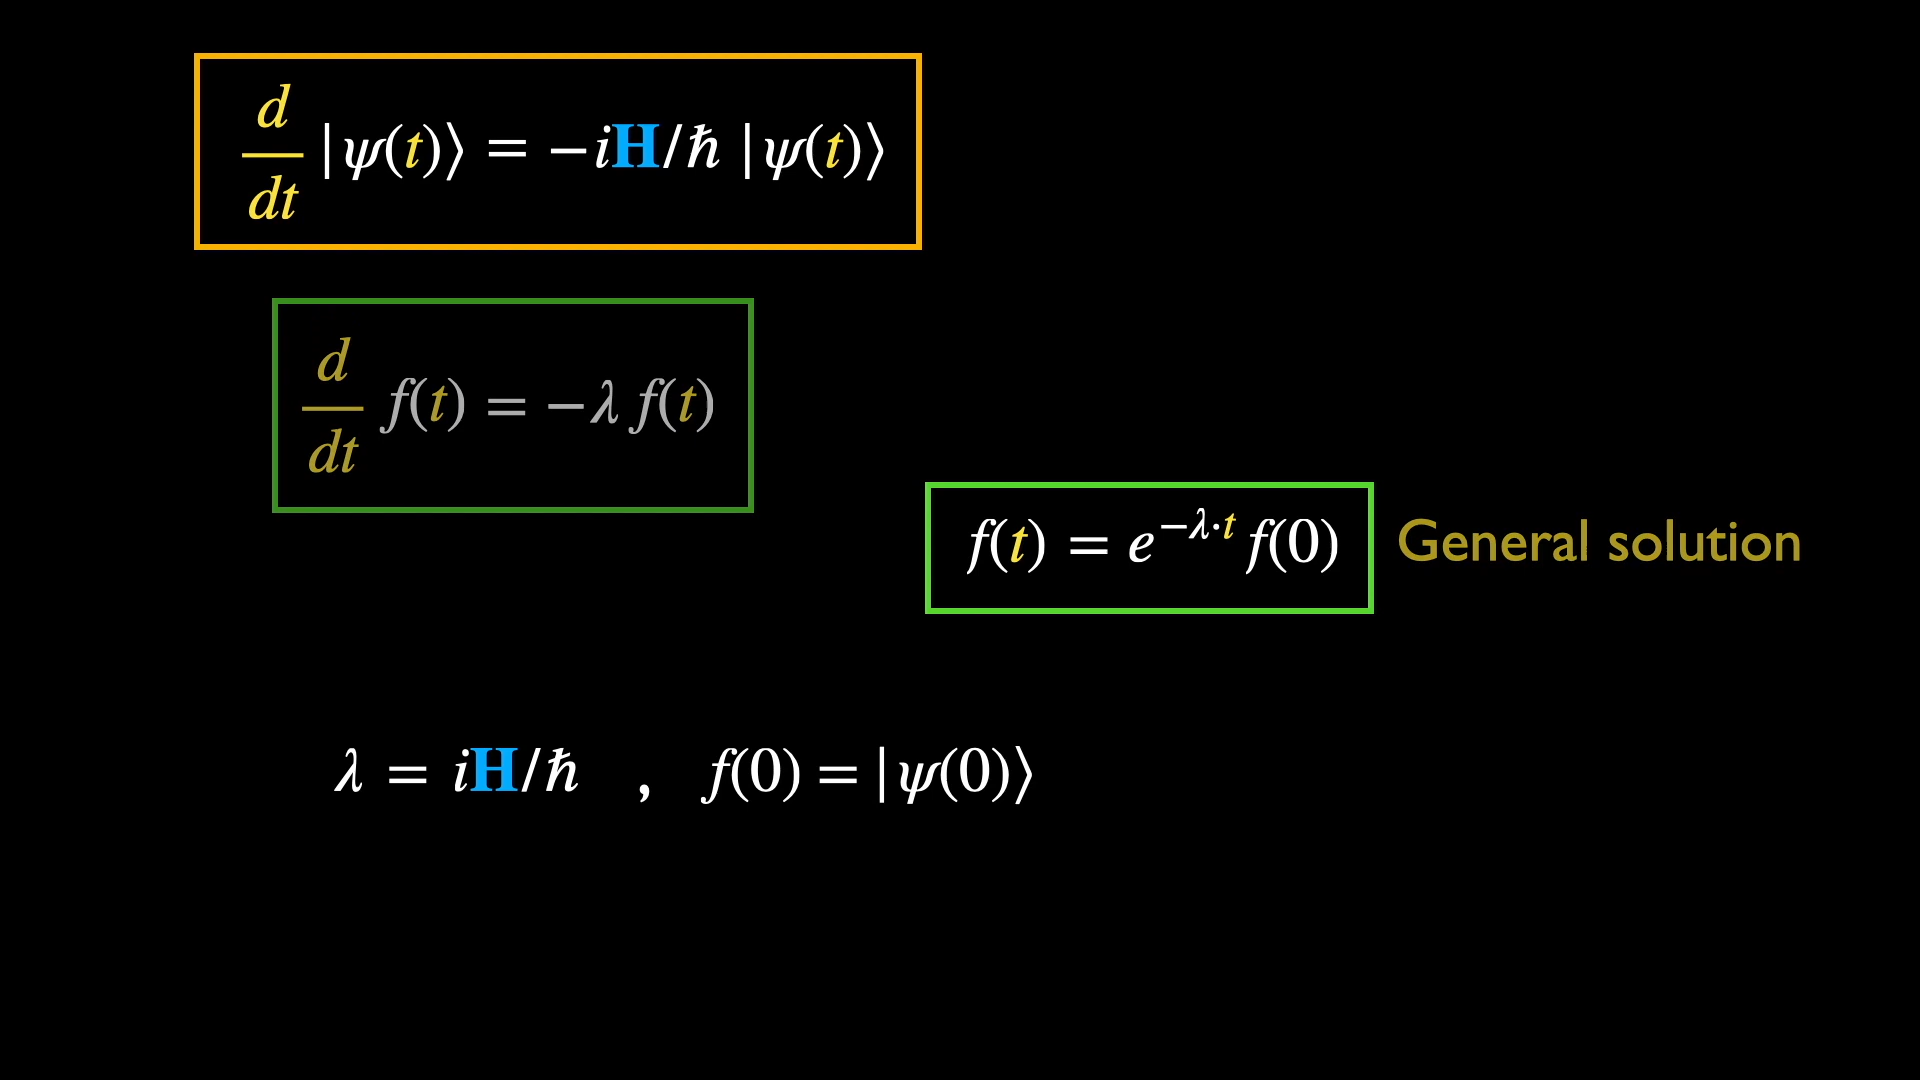 d/dt |ψ(t)⟩ = −iH/ħ |ψ(t)⟩
d/dt f(t) = −λ f(t)
f(t) = e^{−λ·t} f(0) General solution
λ = iH/ħ , f(0) = |ψ(0)⟩